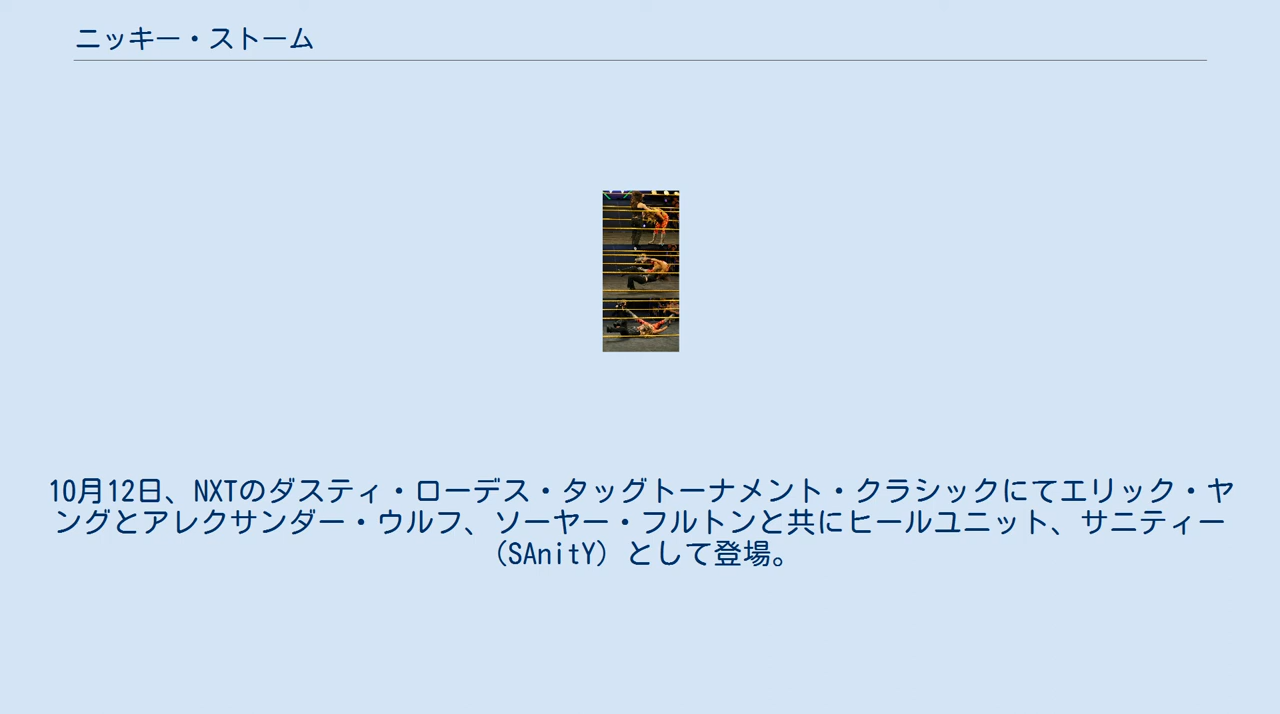 ニッキー・ストーム
10月12日、NXTのダスティ・ローデス・タッグトーナメント・クラシックにてエリック・ヤ
ングとアレクサンダー・ウルフ、ソーヤー・フルトンと共にヒールユニット、サニティー
（SAnitY）として登場。